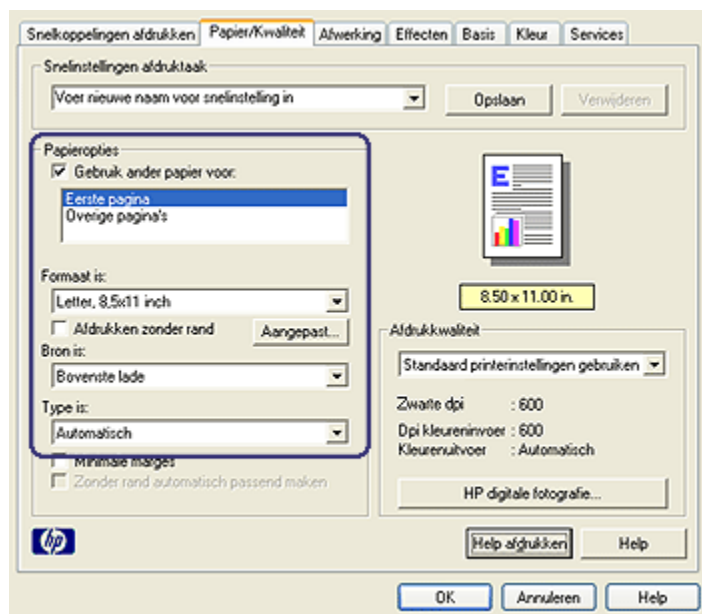 Snelkoppelingen afdrukken Papier/Kwaliteit Afwerking Effecten Basis Kleur Services
Snelinstellingen afdruktaak
Voer nieuwe naam voor snelinstelling in Opslaan Verwijderen
Papieropties
Gebruik ander papier voor:
Eerste pagina
Overige pagina's
E
Formaat is:
Letter, 8,5x11 inch
8.50 x 11.00 in.
Afdrukken zonder rand Aangepast...
Afdrukkwaliteit
Bron is:
Bovenste lade
Standaard printerinstellingen gebruiken
Type is:
Automatisch
Zwarte dpi : 600
Dpi kleureninvoer : 600
Kleurenuitvoer : Automatisch
Minimale marges
Zonder rand automatisch passend maken
HP digitale fotografie...
hp
Help afdrukken Help
OK Annuleren Help